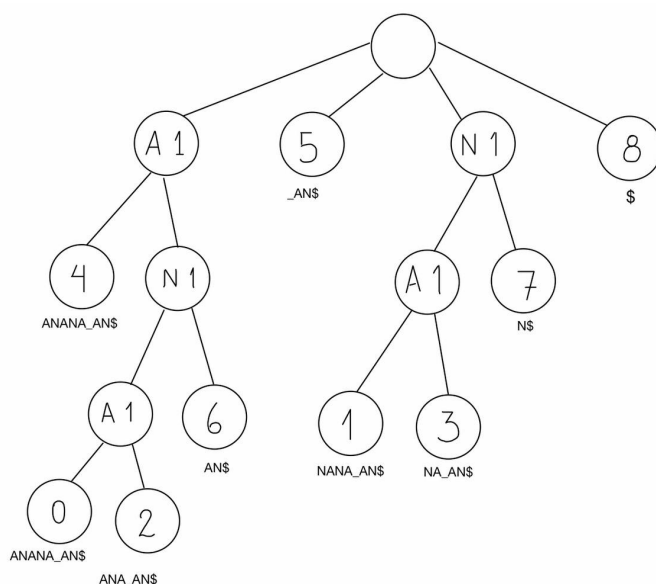 A 1
5
N 1
8
_AN$
$
4
N 1
A 1
7
ANANA_AN$
N$
A 1
6
1
3
AN$
NANA_AN$
NA_AN$
0
2
ANANA_AN$
ANA_AN$